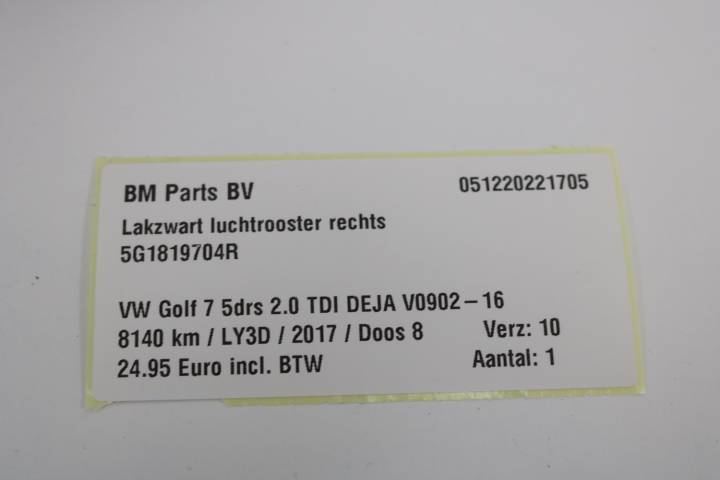 BM Parts BV 051220221705
Lakzwart luchtrooster rechts
5G1819704R
VW Golf 7 5drs 2.0 TDI DEJA V0902-16
8140 km / LY3D / 2017 / Doos 8 Verz: 10
24.95 Euro incl. BTW Aantal: 1